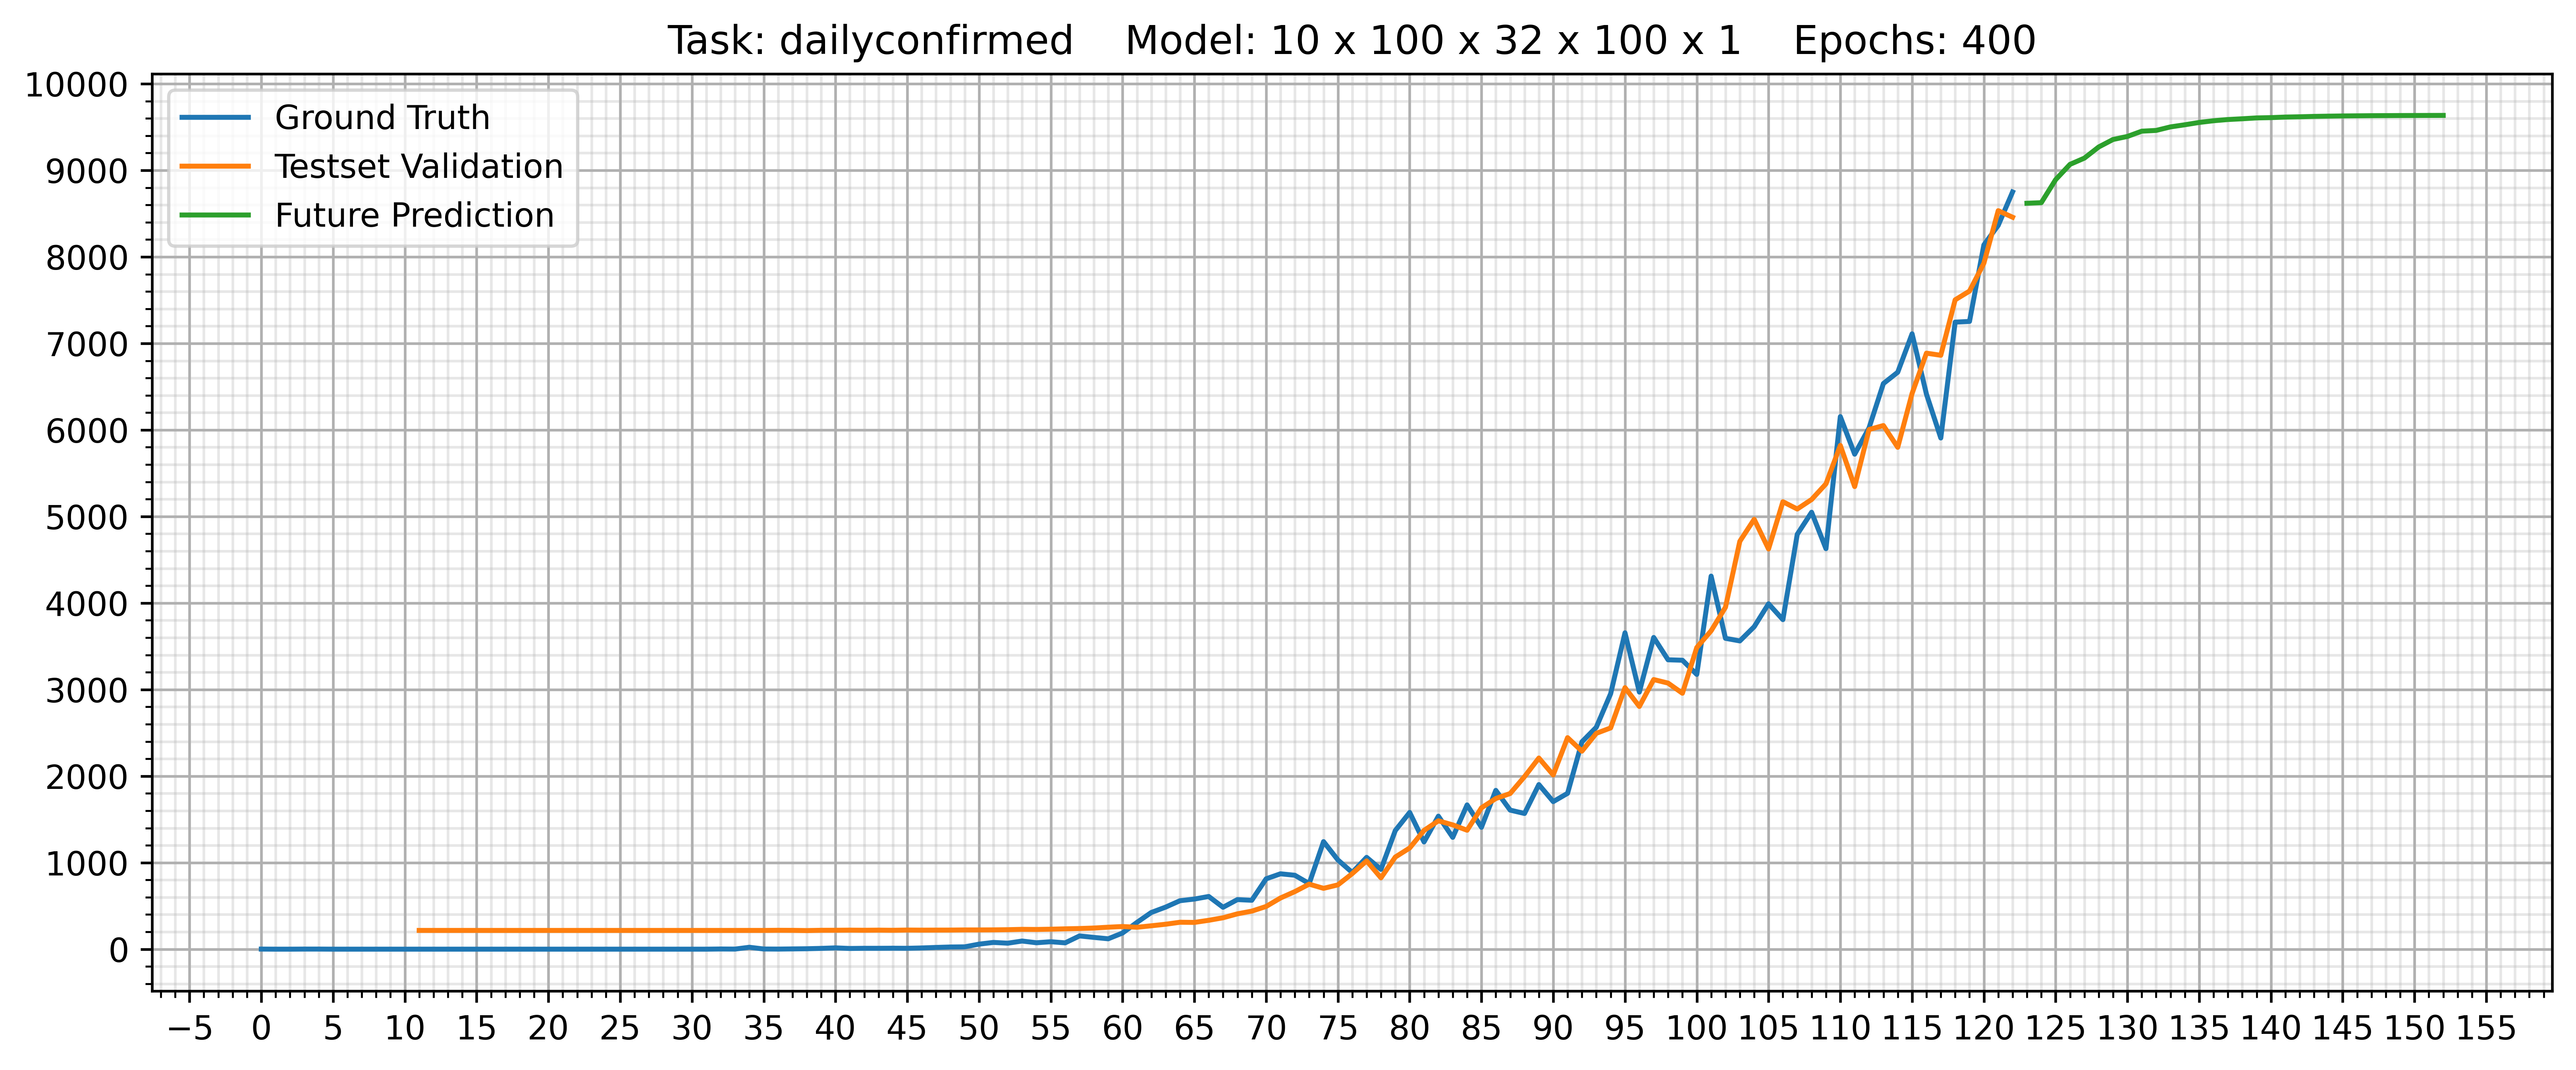 Task: dailyconfirmed    Model: 10 x 100 x 32 x 100 x 1    Epochs: 400
10000
9000
8000
7000
6000
5000
4000
3000
2000
1000
0
Ground Truth
Testset Validation
Future Prediction
−5 0 5 10 15 20 25 30 35 40 45 50 55 60 65 70 75 80 85 90 95 100 105 110 115 120 125 130 135 140 145 150 155